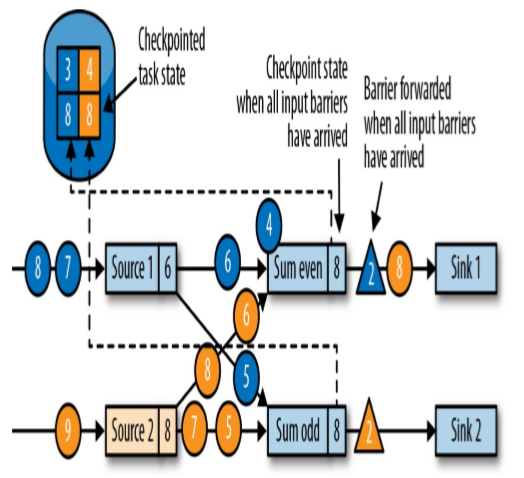 Checkpointed
task state
3 4
8 8
Checkpoint state
when all input barriers
have arrived
Barrier forwarded
when all input barriers
have arrived
4
8 7 Source 1 6 6 Sum even 8 2 8 Sink 1
6
8 5
9 Source 2 8 7 5 Sum odd 8 2 Sink 2